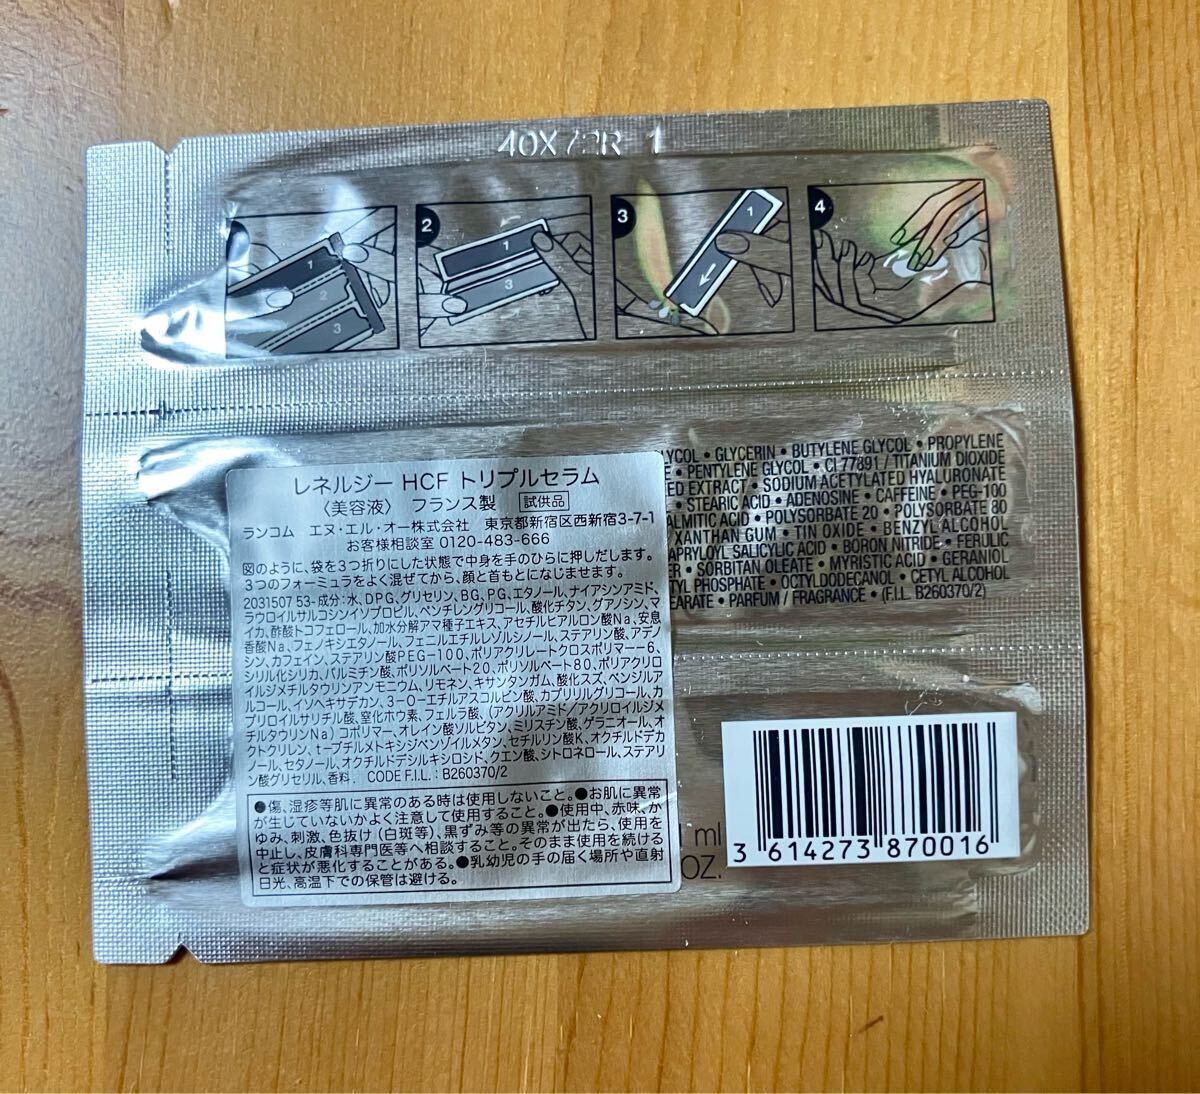 40X73R 1
1
2
3
2
1
3
3
1
4
レネルジー HCF トリプルセラム
〈美容液〉 フランス製 試供品
ランコム エヌ・エル・オー株式会社 東京都新宿区西新宿3-7-1
お客様相談室 0120-483-666
図のように、袋を3つ折りにした状態で中身を手のひらに押しだします。
3つのフォーミュラをよく混ぜてから、顔と首もとになじませます。
2031507 53-成分:水、DPG、グリセリン、BG、PG、エタノール、ナイアシンアミド、
ラウロイルサルコシンイソプロピル、ペンチレングリコール、酸化チタン、グアノシン、マ
イカ、酢酸トコフェロール、加水分解アマ種子エキス、アセチルヒアルロン酸Na、安息
香酸Na、フェノキシエタノール、フェニルエチルレゾルシノール、ステアリン酸、アデノ
シン、カフェイン、ステアリン酸PEG-100、ポリアクリレートクロスポリマー-6、
シリル化シリカ、パルミチン酸、ポリソルベート20、ポリソルベート80、ポリアクリロ
イルジメチルタウリンアンモニウム、リモネン、キサンタンガム、酸化スズ、ベンジルア
ルコール、イソヘキサデカン、3-O-エチルアスコルビン酸、カプリリルグリコール、カ
プリロイルサリチル酸、窒化ホウ素、フェルラ酸、(アクリルアミド/アクリロイルジメ
チルタウリンNa)コポリマー、オレイン酸ソルビタン、ミリスチン酸、ゲラニオール、オ
クトクリレン、t-ブチルメトキシジベンゾイルメタン、セチルリン酸K、オクチルドデカ
ノール、セタノール、オクチルドデシルキシロシド、クエン酸、シトロネロール、ステアリ
ン酸グリセリル、香料. CODE F.I.L.:B260370/2
●傷、湿疹等肌に異常のある時は使用しないこと。●お肌に異常
が生じていないかよく注意して使用すること。●使用中、赤味、か
ゆみ、刺激、色抜け(白斑等)、黒ずみ等の異常が出たら、使用を
中止し、皮膚科専門医等へ相談すること。そのまま使用を続ける
と症状が悪化することがある。●乳幼児の手の届く場所や直射
日光、高温下での保管は避ける。
YCOL • GLYCERIN • BUTYLENE GLYCOL • PROPYLENE
E • PENTYLENE GLYCOL • CI 77891 / TITANIUM DIOXIDE
ED EXTRACT • SODIUM ACETYLATED HYALURONATE
• STEARIC ACID • ADENOSINE • CAFFEINE • PEG-100
ALMITIC ACID • POLYSORBATE 20 • POLYSORBATE 80
XANTHAN GUM • TIN OXIDE • BENZYL ALCOHOL
APRYLOYL SALICYLIC ACID • BORON NITRIDE • FERULIC
ER • SORBITAN OLEATE • MYRISTIC ACID • GERANIOL
TYL PHOSPHATE • OCTYLDODECANOL • CETYL ALCOHOL
EARATE • PARFUM / FRAGRANCE • (F.I.L. B260370/2)
ml
OZ.
3 614273 870016